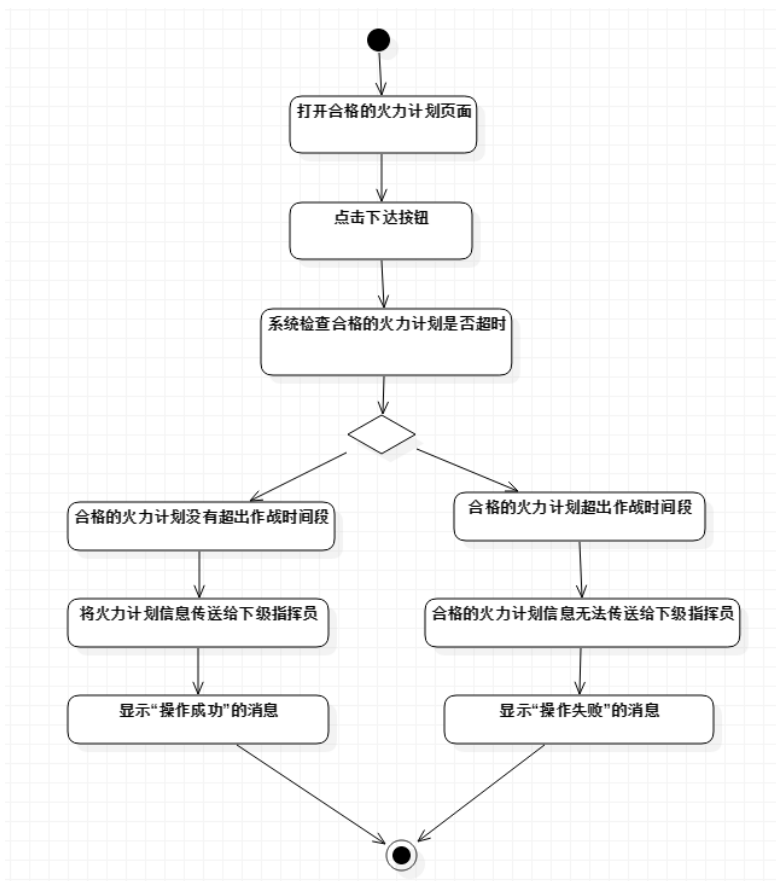 打开合格的火力计划页面
点击下达按钮
系统检查合格的火力计划是否超时
合格的火力计划没有超出作战时间段
合格的火力计划超出作战时间段
将火力计划信息传送给下级指挥员
合格的火力计划信息无法传送给下级指挥员
显示“操作成功”的消息
显示“操作失败”的消息